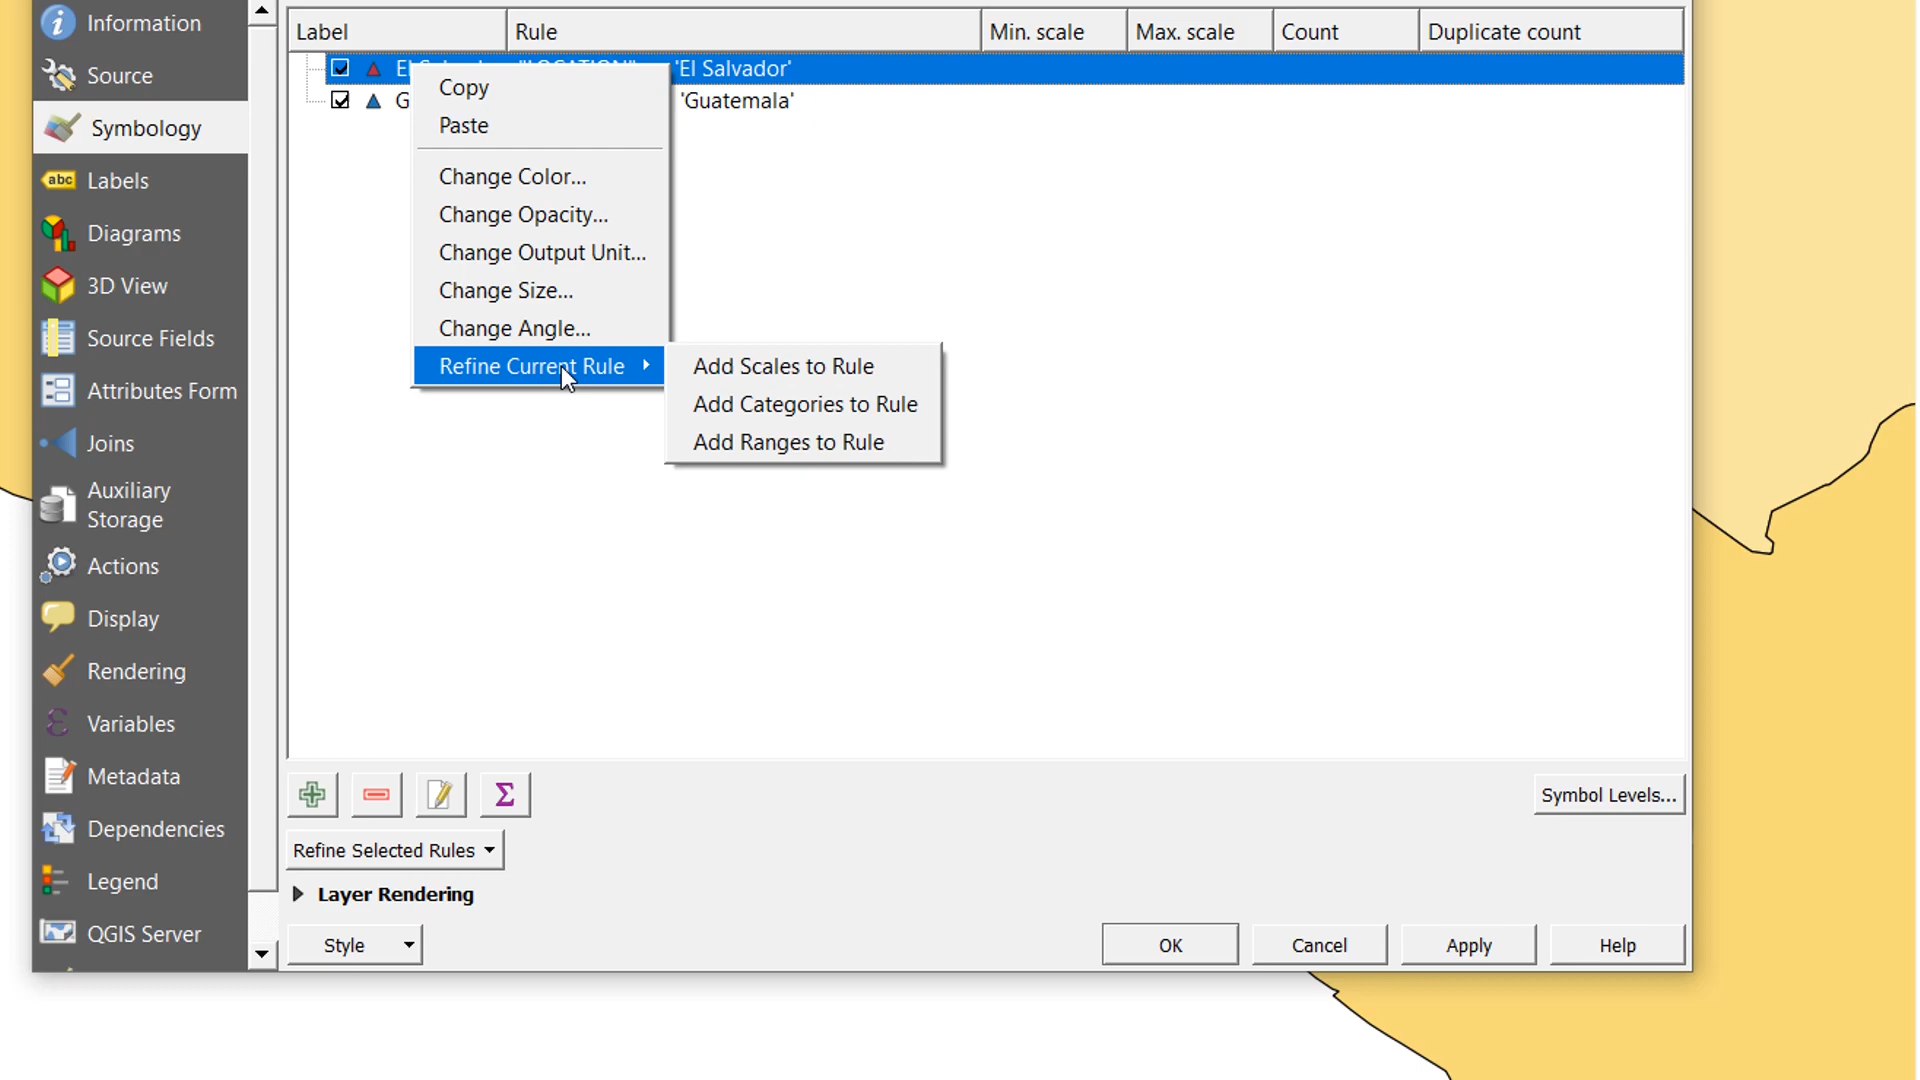 Information
Source
Symbology
Labels
Diagrams
3D View
Source Fields
Attributes Form
Joins
Auxiliary
Storage
Actions
Display
Rendering
Variables
Metadata
Dependencies
Legend
QGIS Server
Label Rule Min. scale Max. scale Count Duplicate count
'El Salvador'
G 'Guatemala'
Copy
Paste
Change Color...
Change Opacity...
Change Output Unit...
Change Size...
Change Angle...
Refine Current Rule
Add Scales to Rule
Add Categories to Rule
Add Ranges to Rule
Symbol Levels...
Refine Selected Rules
Layer Rendering
Style OK Cancel Apply Help